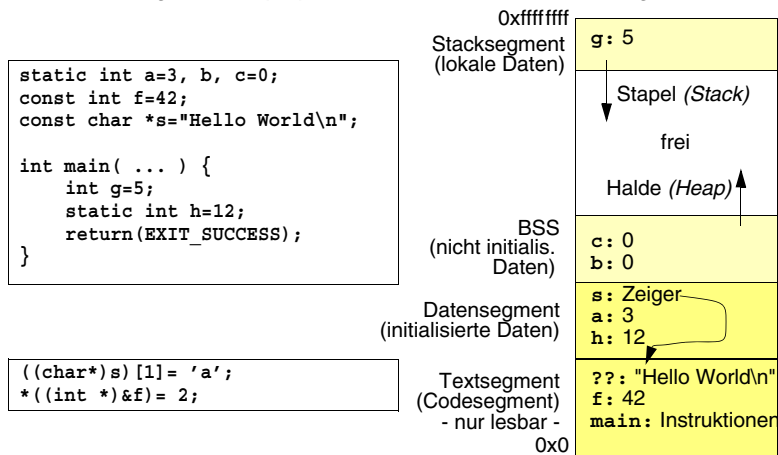 static int a=3, b, c=0;
const int f=42;
const char *s="Hello World\n";
int main( ... ) {
int g=5;
static int h=12;
return(EXIT_SUCCESS);
}
((char*)s)[1]= 'a';
*((int *)&f)= 2;
0xffffffff
Stacksegment
(lokale Daten)
g: 5
Stapel (Stack)
frei
Halde (Heap)
BSS
(nicht initialis.
Daten)
c: 0
b: 0
Datensegment
(initialisierte Daten)
s: Zeiger
a: 3
h: 12
Textsegment
(Codesegment)
- nur lesbar -
0x0
??: "Hello World\n"
f: 42
main: Instruktionen